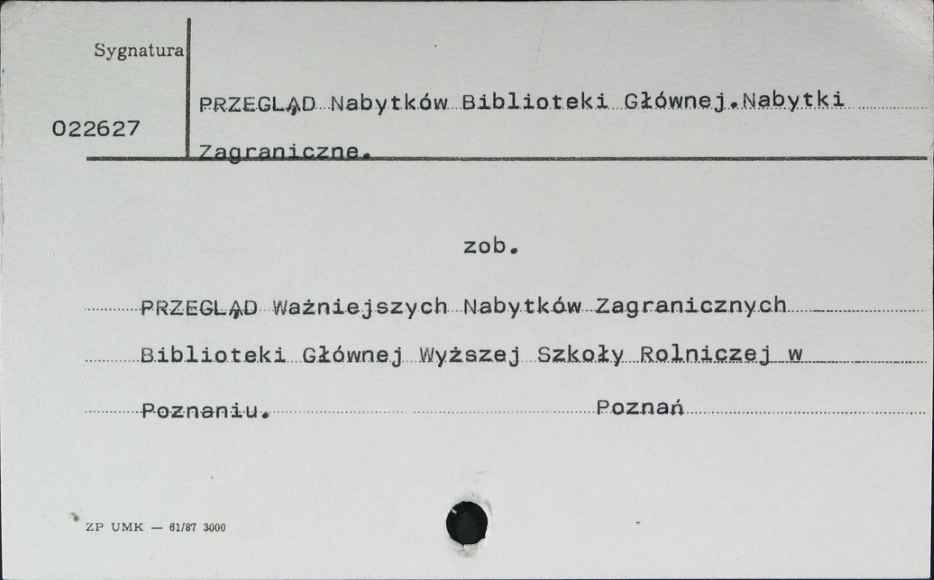 Sygnatura
PRZEGLĄD Nabytków Biblioteki Głównej.Nabytki
022627
Zagraniczne.
zob.
PRZEGLĄD Ważniejszych Nabytków Zagranicznych
Biblioteki Głównej Wyższej Szkoły Rolniczej w
Poznaniu. Poznań
ZP UMK — 61/87 3000